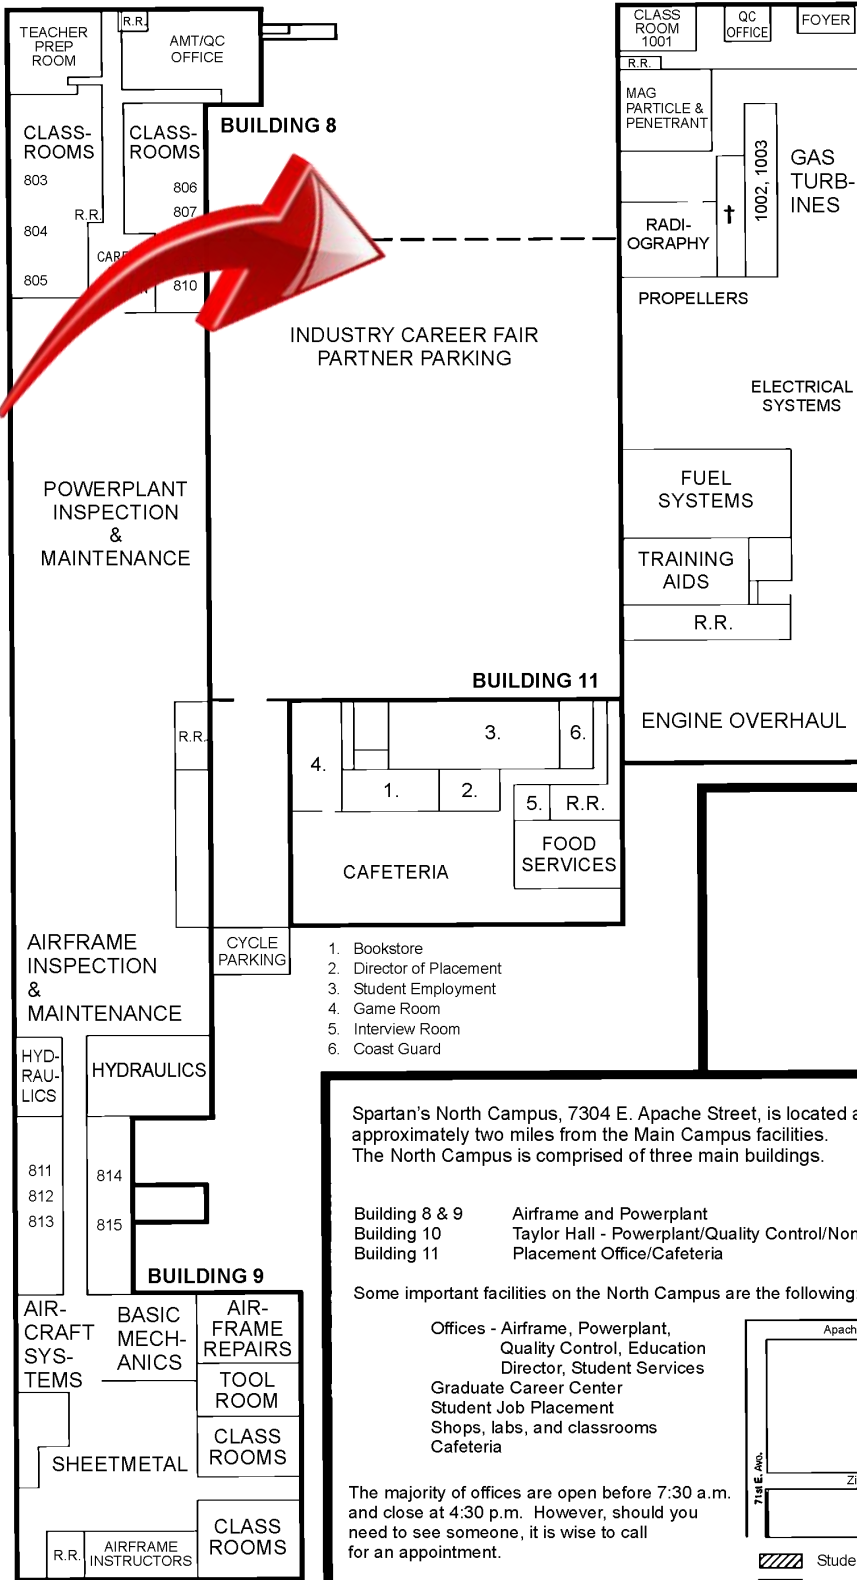 TEACHER
PREP
ROOM
R.R.
AMT/QC
OFFICE
BUILDING 8
CLASS-
ROOMS
803
804
805
R.R.
CLASS-
ROOMS
806
807
810
INDUSTRY CAREER FAIR
PARTNER PARKING
CLASS
ROOM
1001
QC
OFFICE
FOYER
R.R.
MAG
PARTICLE &
PENETRANT
1002, 1003
GAS
TURB-
INES
RADI-
OGRAPHY
PROPELLERS
ELECTRICAL
SYSTEMS
FUEL
SYSTEMS
TRAINING
AIDS
R.R.
ENGINE OVERHAUL
POWERPLANT
INSPECTION
&
MAINTENANCE
R.R.
BUILDING 11
3.
6.
4.
1.
2.
5.
R.R.
FOOD
SERVICES
CAFETERIA
CYCLE
PARKING
1. Bookstore
2. Director of Placement
3. Student Employment
4. Game Room
5. Interview Room
6. Coast Guard
AIRFRAME
INSPECTION
&
MAINTENANCE
HYD-
RAU-
LICS
HYDRAULICS
811
812
813
814
815
BUILDING 9
AIR-
CRAFT
SYS-
TEMS
BASIC
MECH-
ANICS
AIR-
FRAME
REPAIRS
TOOL
ROOM
CLASS
ROOMS
SHEETMETAL
CLASS
ROOMS
R.R.
AIRFRAME
INSTRUCTORS
Spartan's North Campus, 7304 E. Apache Street, is located
approximately two miles from the Main Campus facilities.
The North Campus is comprised of three main buildings.
Building 8 & 9 Airframe and Powerplant
Building 10 Taylor Hall - Powerplant/Quality Control/Non
Building 11 Placement Office/Cafeteria
Some important facilities on the North Campus are the following:
Offices - Airframe, Powerplant,
Quality Control, Education
Director, Student Services
Graduate Career Center
Student Job Placement
Shops, labs, and classrooms
Cafeteria
The majority of offices are open before 7:30 a.m.
and close at 4:30 p.m. However, should you
need to see someone, it is wise to call
for an appointment.
Apach
71st E. Ave.
Zi
Stude